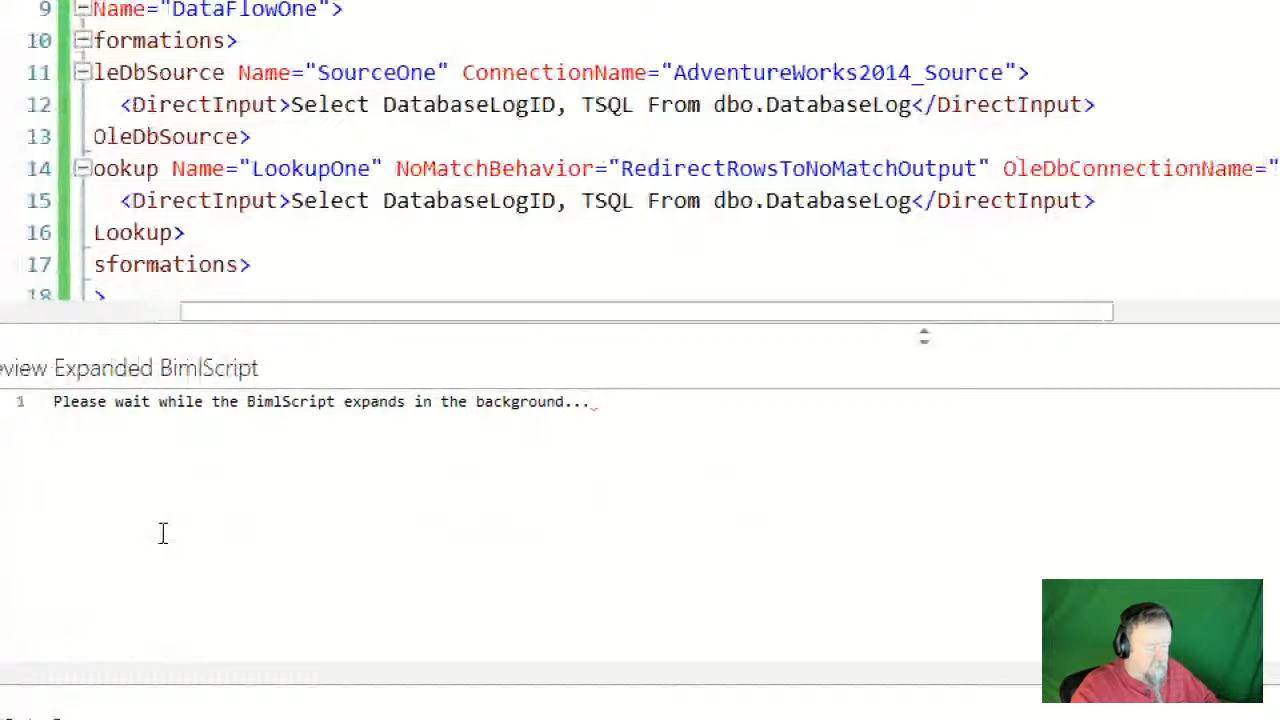 9 Name="DataFlowOne">
10 formations>
11 leDbSource Name="SourceOne" ConnectionName="AdventureWorks2014_Source">
12 <DirectInput>Select DatabaseLogID, TSQL From dbo.DatabaseLog</DirectInput>
13 OleDbSource>
14 ookup Name="LookupOne" NoMatchBehavior="RedirectRowsToNoMatchOutput" OleDbConnectionName="
15 <DirectInput>Select DatabaseLogID, TSQL From dbo.DatabaseLog</DirectInput>
16 Lookup>
17 sformations>
18 >
eview Expanded BimlScript
1 Please wait while the BimlScript expands in the background...